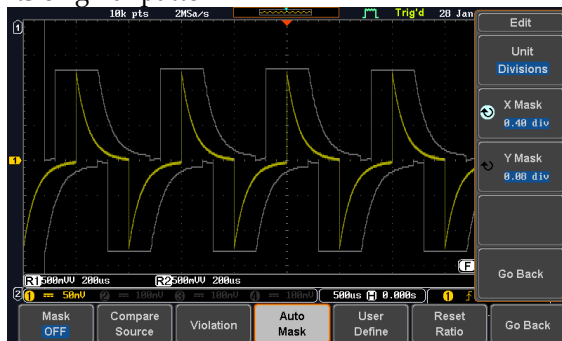 10k pts 2MSa/s Trig'd 28 Jan
Edit
Unit
Divisions
X Mask
0.40 div
Y Mask
0.08 div
Go Back
1
1
F
R1 500mVV 200us R2 500mVV 200us
2 1 50mV 2 100mV 3 100mV 4 100mV 500us H 0.000s 1
Mask
OFF
Compare
Source
Violation
Auto
Mask
User
Define
Reset
Ratio
Go Back